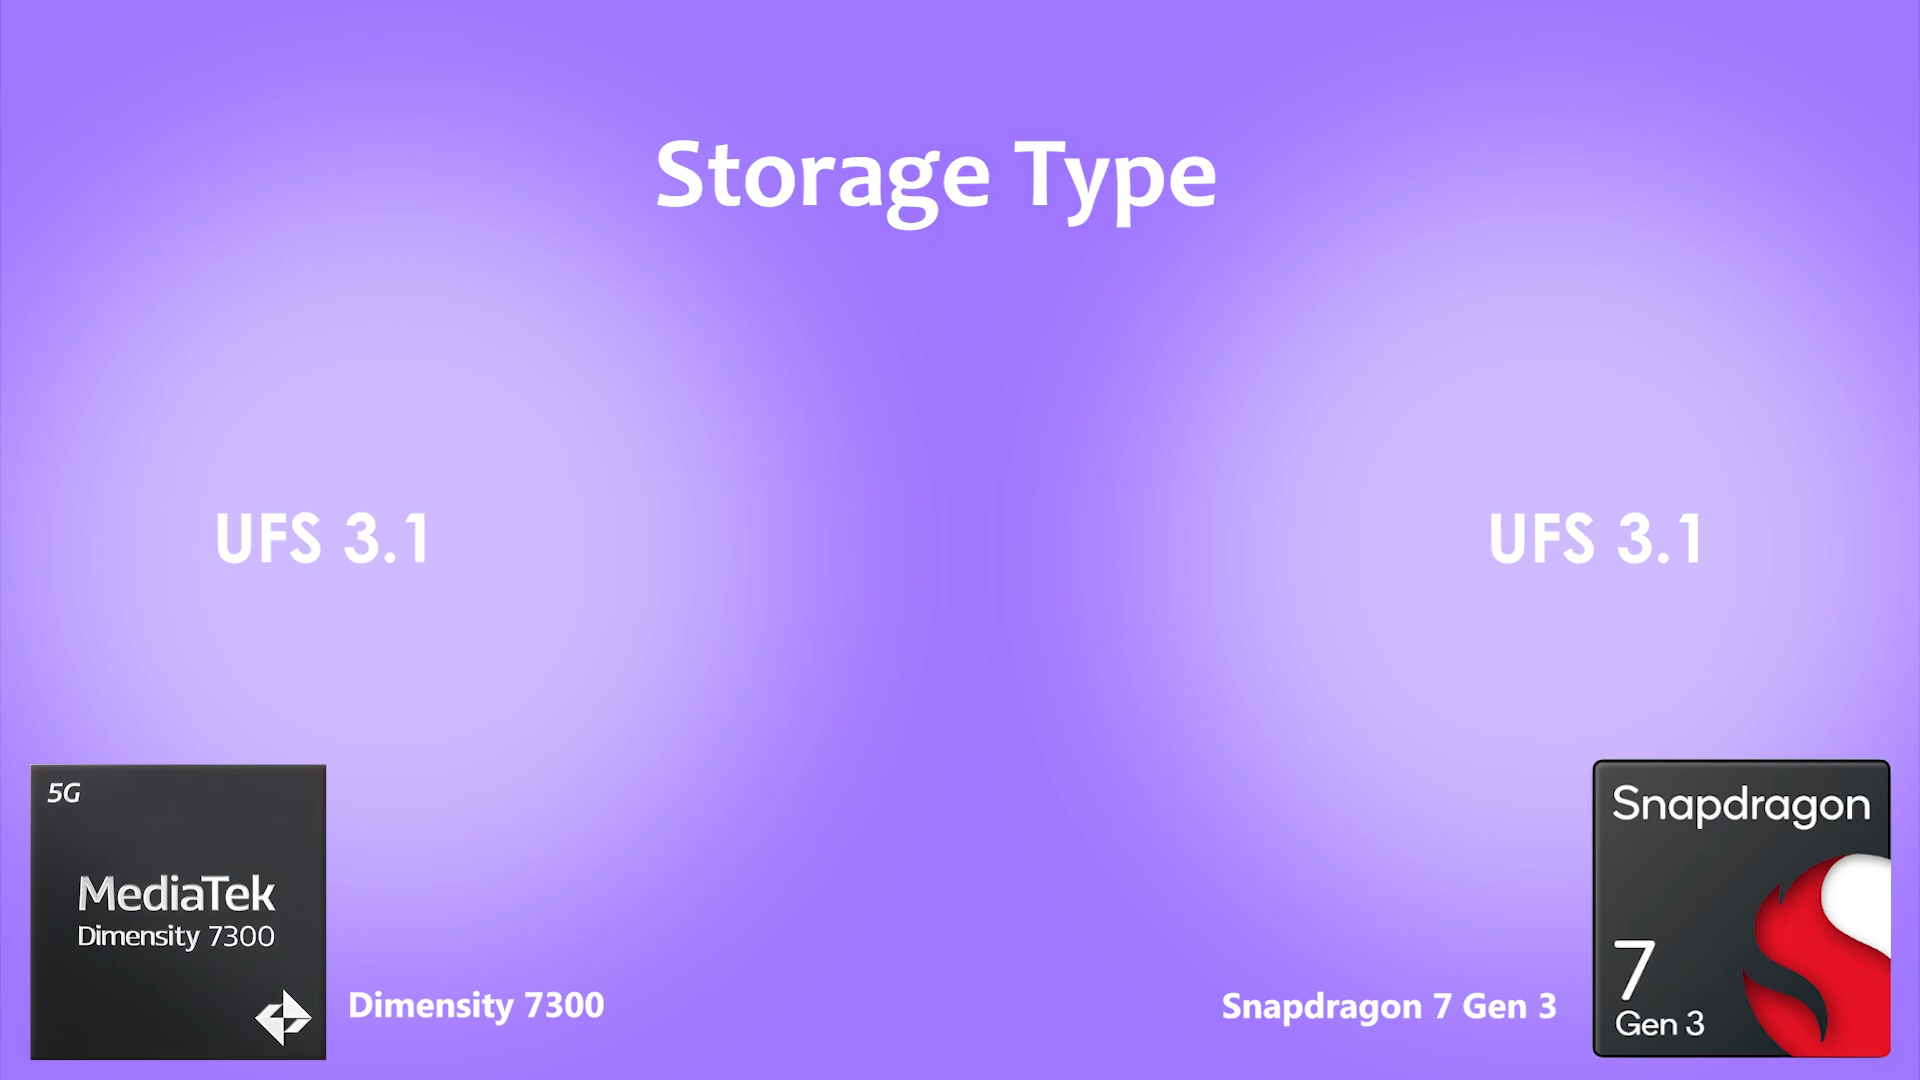 Storage Type
UFS 3.1
UFS 3.1
5G
MediaTek
Dimensity 7300
Dimensity 7300
Snapdragon 7 Gen 3
Snapdragon
7
Gen 3